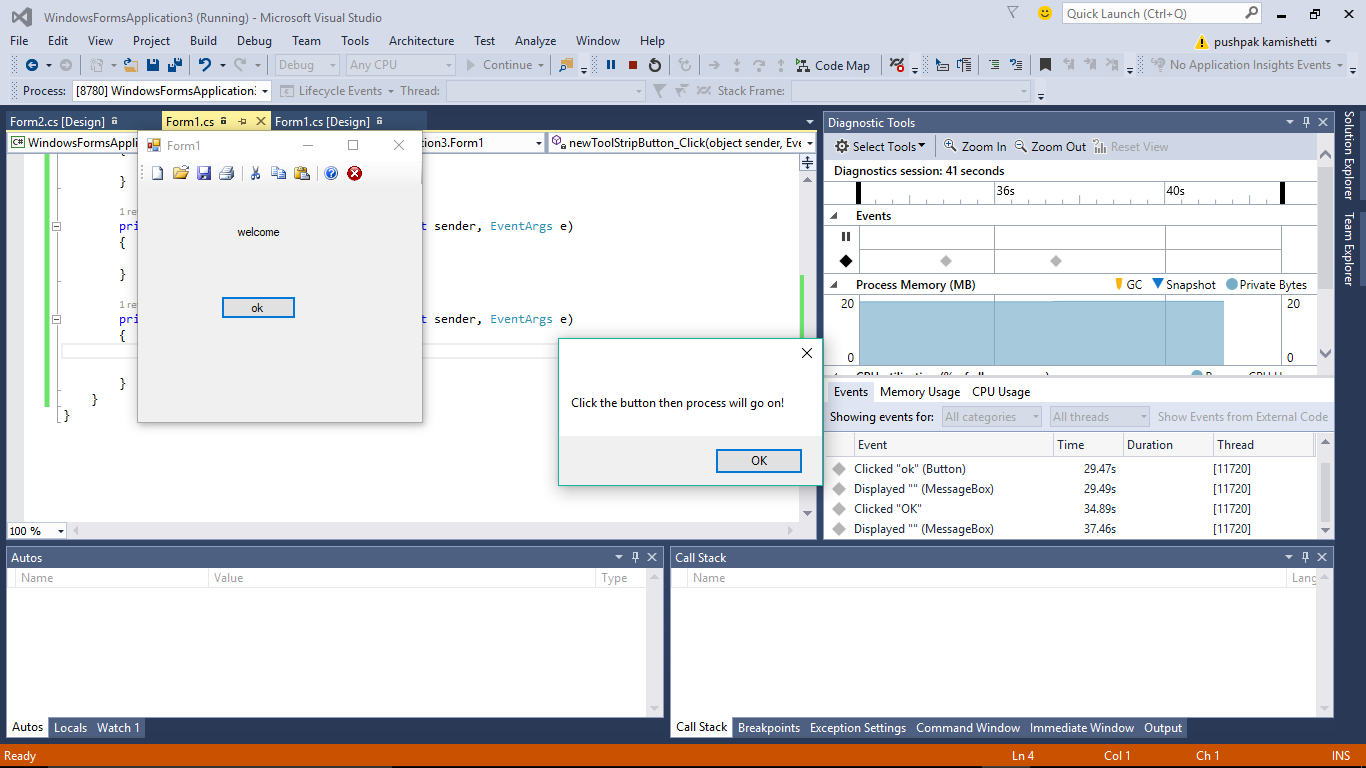 WindowsFormsApplication3 (Running) - Microsoft Visual Studio
Quick Launch (Ctrl+Q)
File Edit View Project Build Debug Team Tools Architecture Test Analyze Window Help
pushpak kamishetti
Debug Any CPU Continue Code Map No Application Insights Events
Process: [8780] WindowsFormsApplication3. Lifecycle Events Thread: Stack Frame:
Form2.cs [Design] Form1.cs Form1.cs [Design]
C# WindowsFormsAppli
ion3.Form1
newToolStripButton_Click(object sender, Eve
Form1
welcome
ok
{
}
1 re
pri t sender, EventArgs e)
{
}
1 re
pri t sender, EventArgs e)
{
}
}
}
100 %
Click the button then process will go on!
OK
Diagnostic Tools
Select Tools Zoom In Zoom Out Reset View
Diagnostics session: 41 seconds
36s 40s
Events
Process Memory (MB) GC Snapshot Private Bytes
20 20
0 0
Events Memory Usage CPU Usage
Showing events for: All categories All threads Show Events from External Code
Event Time Duration Thread
Clicked "ok" (Button) 29.47s [11720]
Displayed "" (MessageBox) 29.49s [11720]
Clicked "OK" 34.89s [11720]
Displayed "" (MessageBox) 37.46s [11720]
Solution Explorer
Team Explorer
Autos
Name Value Type
Autos Locals Watch 1
Call Stack
Name Lang
Call Stack Breakpoints Exception Settings Command Window Immediate Window Output
Ready Ln 4 Col 1 Ch 1 INS